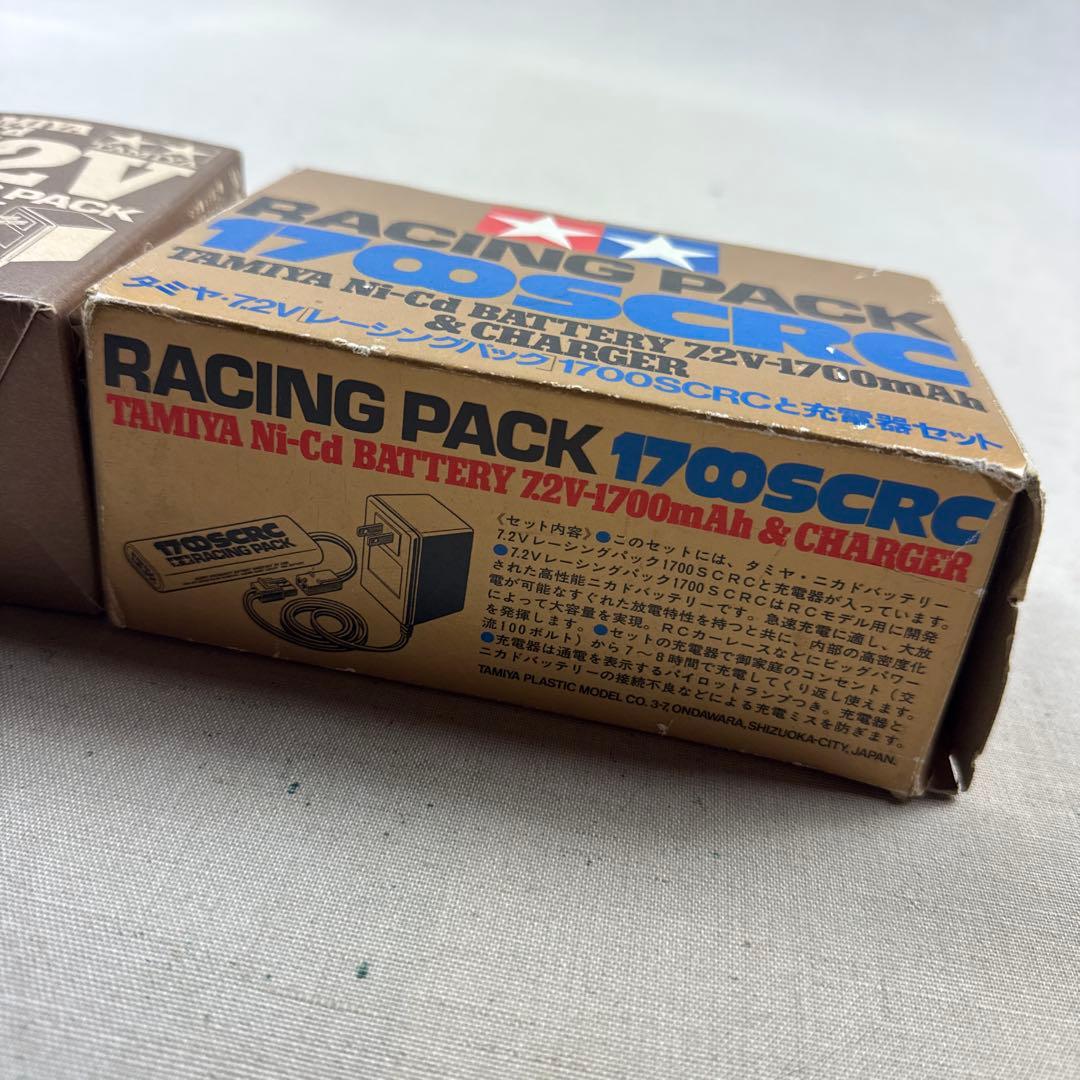 TAMIYA
TAMIYA
2V
PACK
RACING PACK
1700SCRC
TAMIYA Ni-Cd BATTERY 7.2V-1700mAh
& CHARGER
タミヤ・7.2V「レーシングパック」1700SCRCと充電器セット
RACING PACK 1700SCRC
TAMIYA Ni-Cd BATTERY 7.2V-1700mAh & CHARGER
1700SCRC
RACING PACK
《セット内容》●このセットには、タミヤ・ニカドバッテリー
7.2Vレーシングパック1700SCRCと充電器が入っています。
●7.2Vレーシングパック1700SCRCはRCモデル用に開発
された高性能ニカドバッテリーです。急速充電に適し、大放
電が可能なすぐれた放電特性を持つと共に、内部の高密度化
によって大容量を実現。RCカーレースなどにビッグパワー
を発揮します。●セットの充電器で御家庭のコンセント(交
流100ボルト)から7〜8時間で充電してくり返し使えます。
●充電器は通電を表示するパイロットランプつき。充電器と
ニカドバッテリーの接続不良などによる充電ミスを防ぎます。
TAMIYA PLASTIC MODEL CO. 3-7, ONDAWARA, SHIZUOKA-CITY, JAPAN.